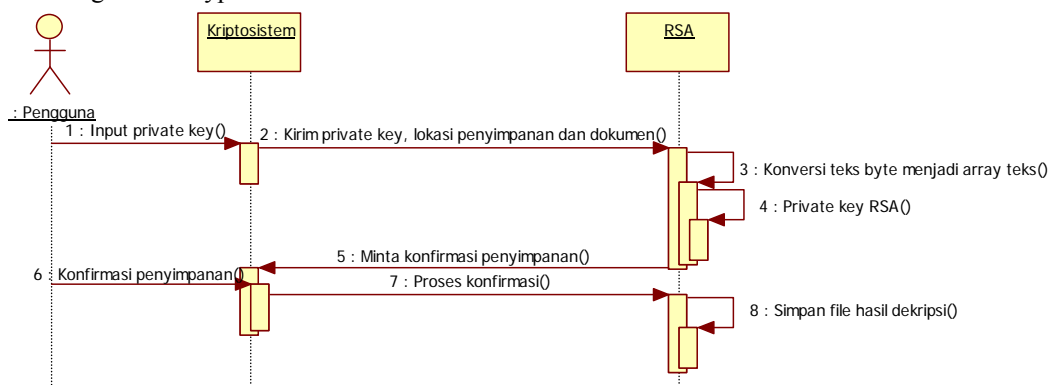 Kriptosistem
RSA
: Pengguna
1 : Input private key()
2 : Kirim private key, lokasi penyimpanan dan dokumen()
3 : Konversi teks byte menjadi array teks()
4 : Private key RSA()
5 : Minta konfirmasi penyimpanan()
6 : Konfirmasi penyimpanan()
7 : Proses konfirmasi()
8 : Simpan file hasil dekripsi()